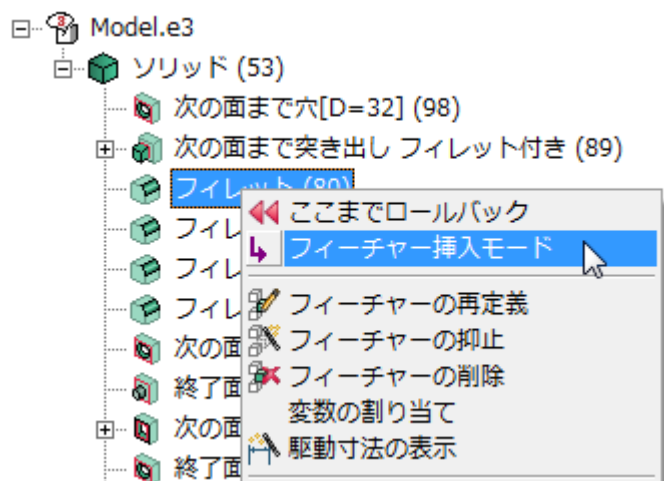 Model.e3
ソリッド (53)
次の面まで穴[D=32] (98)
次の面まで突き出し フィレット付き (89)
フィレット (80)
フィレ
フィレ
フィレ
次の面
終了面
次の面
終了面
ここまでロールバック
フィーチャー挿入モード
フィーチャーの再定義
フィーチャーの抑止
フィーチャーの削除
変数の割り当て
駆動寸法の表示